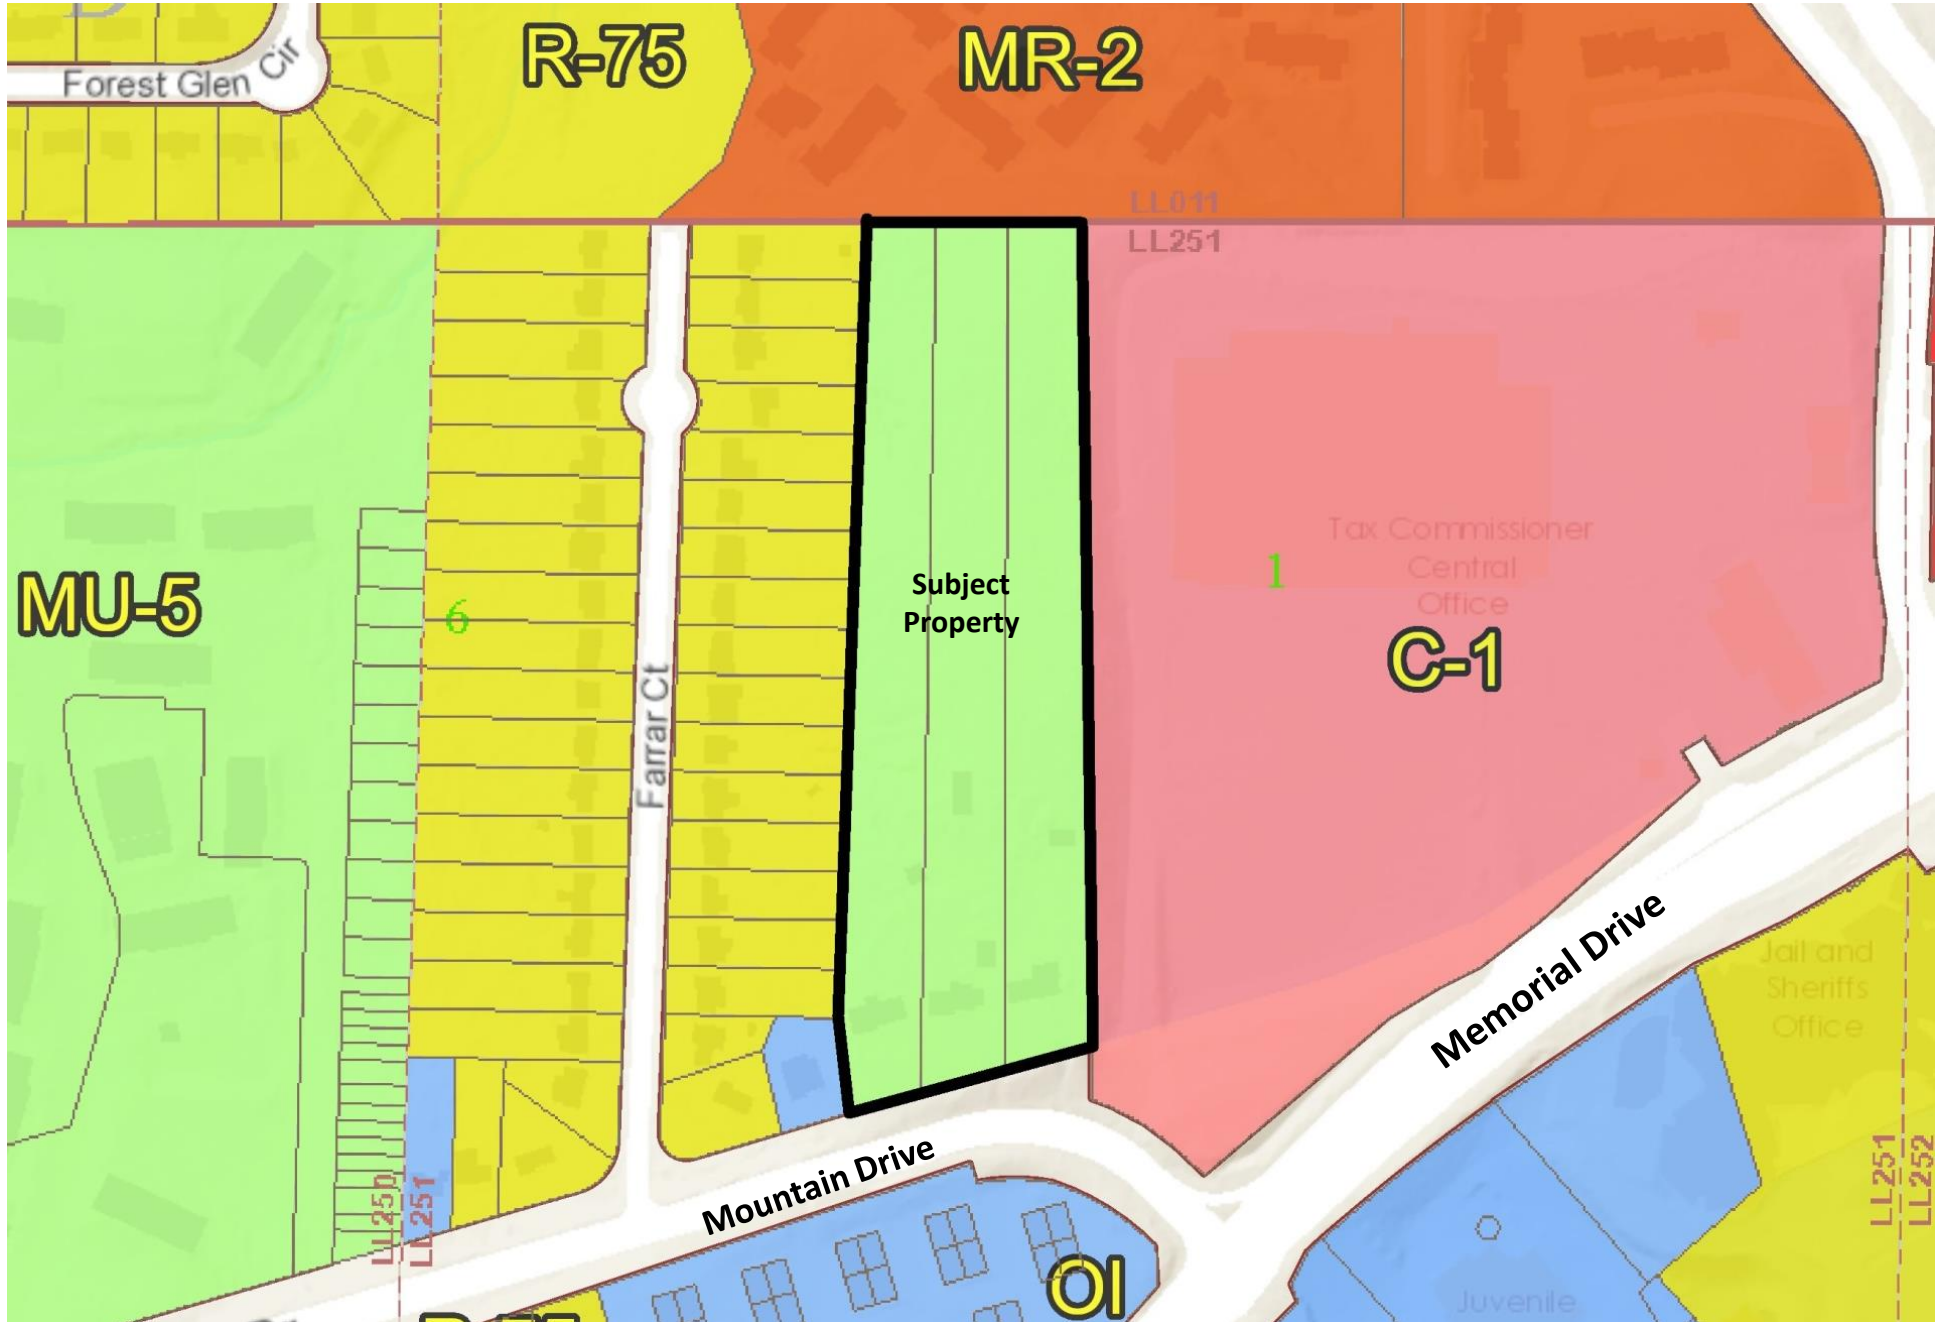 Forest Glen Cir
R-75
MR-2
LL011
LL251
MU-5
6
Farrar Ct
Subject
Property
1
Tax Commissioner
Central
Office
C-1
Memorial Drive
Jail and
Sheriffs
Office
Mountain Drive
LL250
LL251
LL251
LL252
OI
Juvenile
R-75